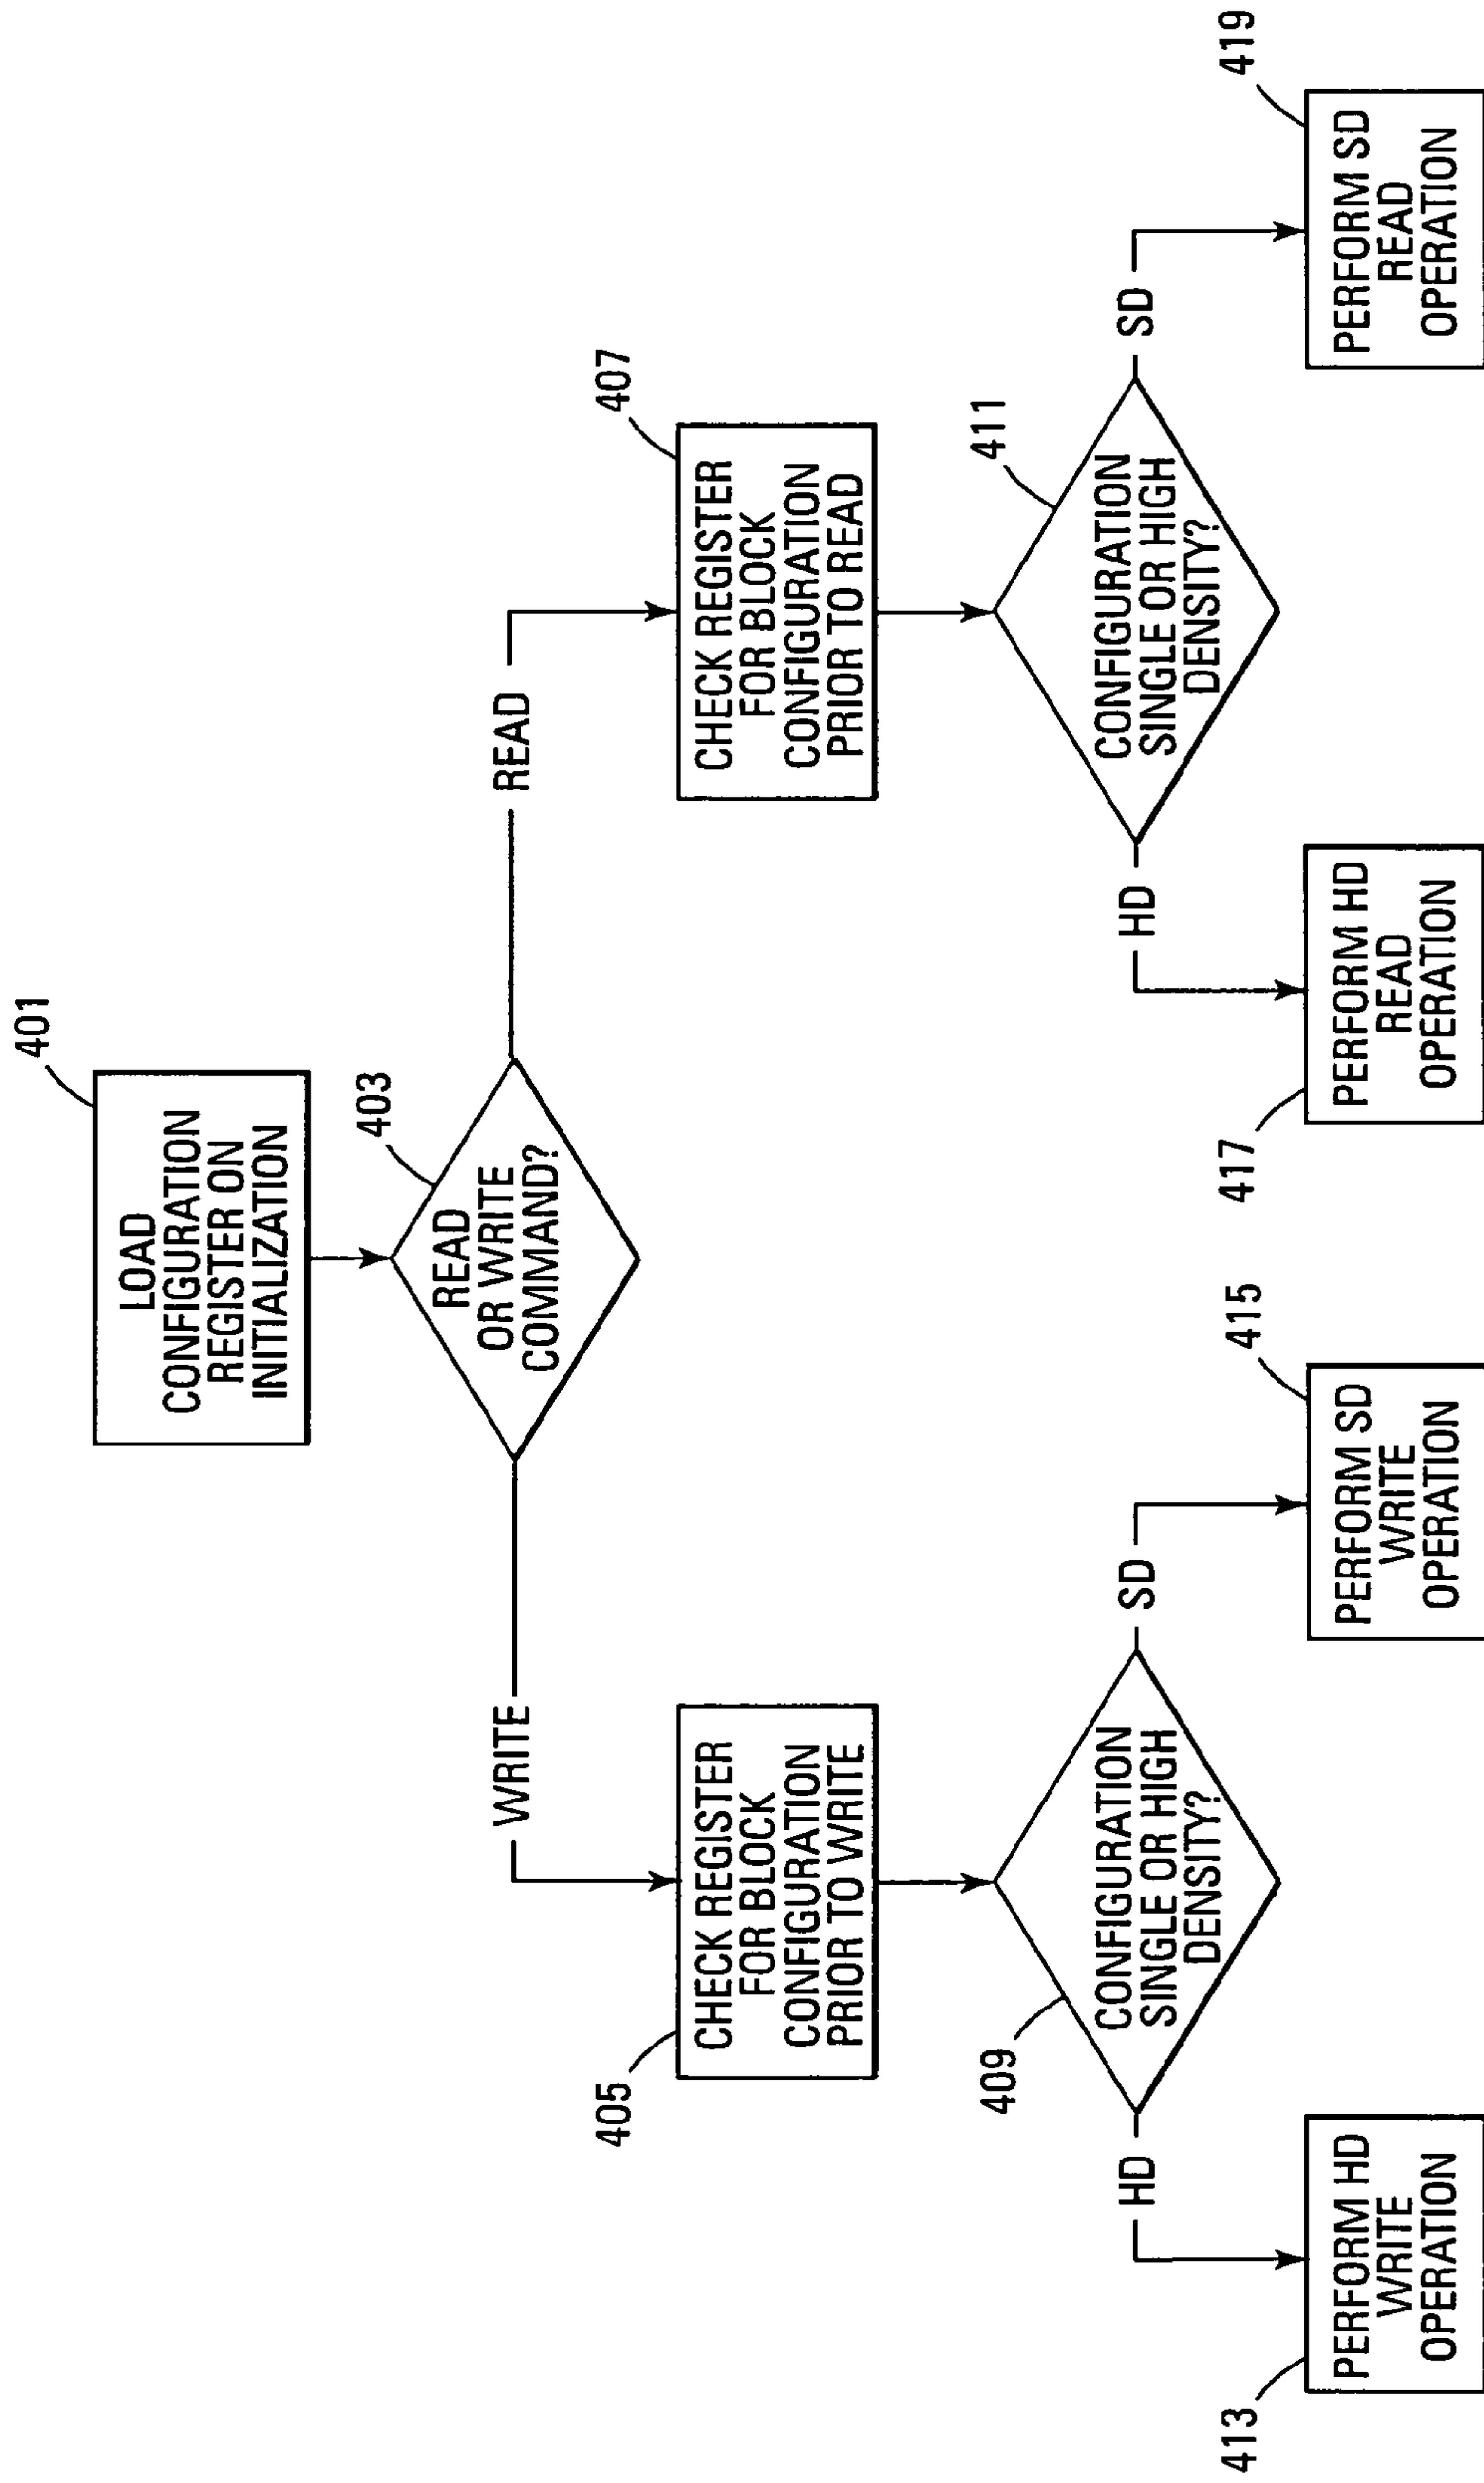 401
LOAD
CONFIGURATION
REGISTER ON
INITIALIZATION
403
READ
OR WRITE
COMMAND?
WRITE
READ
405
CHECK REGISTER
FOR BLOCK
CONFIGURATION
PRIOR TO WRITE
407
CHECK REGISTER
FOR BLOCK
CONFIGURATION
PRIOR TO READ
409
CONFIGURATION
SINGLE OR HIGH
DENSITY?
HD
SD
411
CONFIGURATION
SINGLE OR HIGH
DENSITY?
HD
SD
413
PERFORM HD
WRITE
OPERATION
415
PERFORM SD
WRITE
OPERATION
417
PERFORM HD
READ
OPERATION
419
PERFORM SD
READ
OPERATION